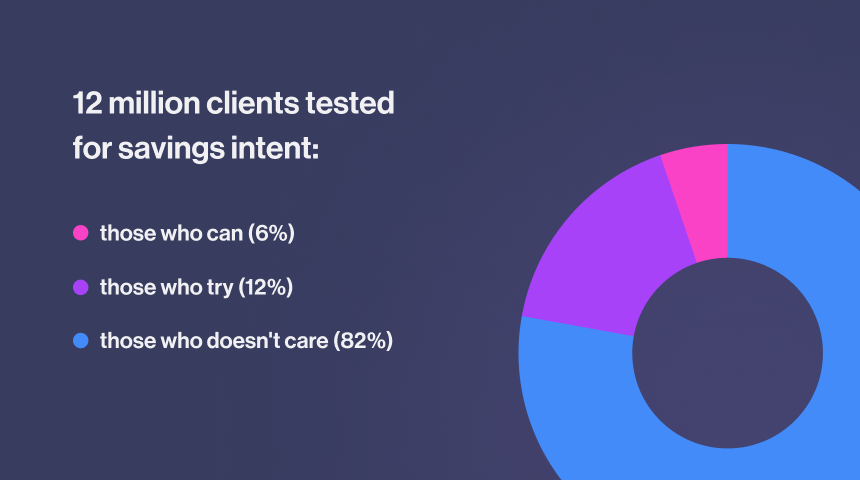 12 million clients tested
for savings intent:
those who can (6%)
those who try (12%)
those who doesn't care (82%)